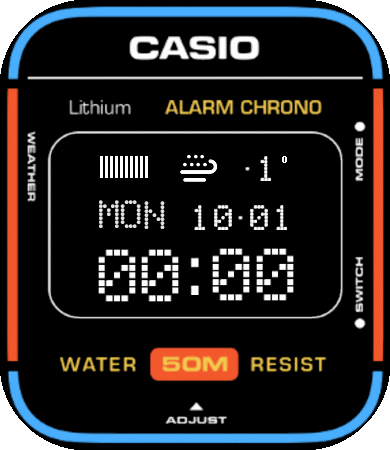 CASIO
Lithium ALARM CHRONO
WEATHER
MODE
·1°
MON 10·01
00:00
SWITCH
WATER 50M RESIST
ADJUST